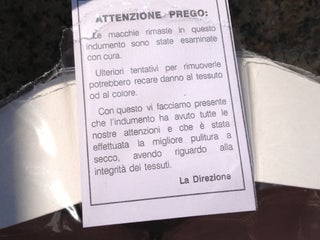 ATTENZIONE PREGO:
Le macchie rimaste in questo
indumento sono state esaminate
con cura.
Ulteriori tentativi per rimuoverle
potrebbero recare danno al tessuto
od al colore.
Con questo vi facciamo presente
che l'indumento ha avuto tutte le
nostre attenzioni e che è stata
effettuata la migliore pulitura a
secco, avendo riguardo alla
integrità dei tessuti.
La Direzione